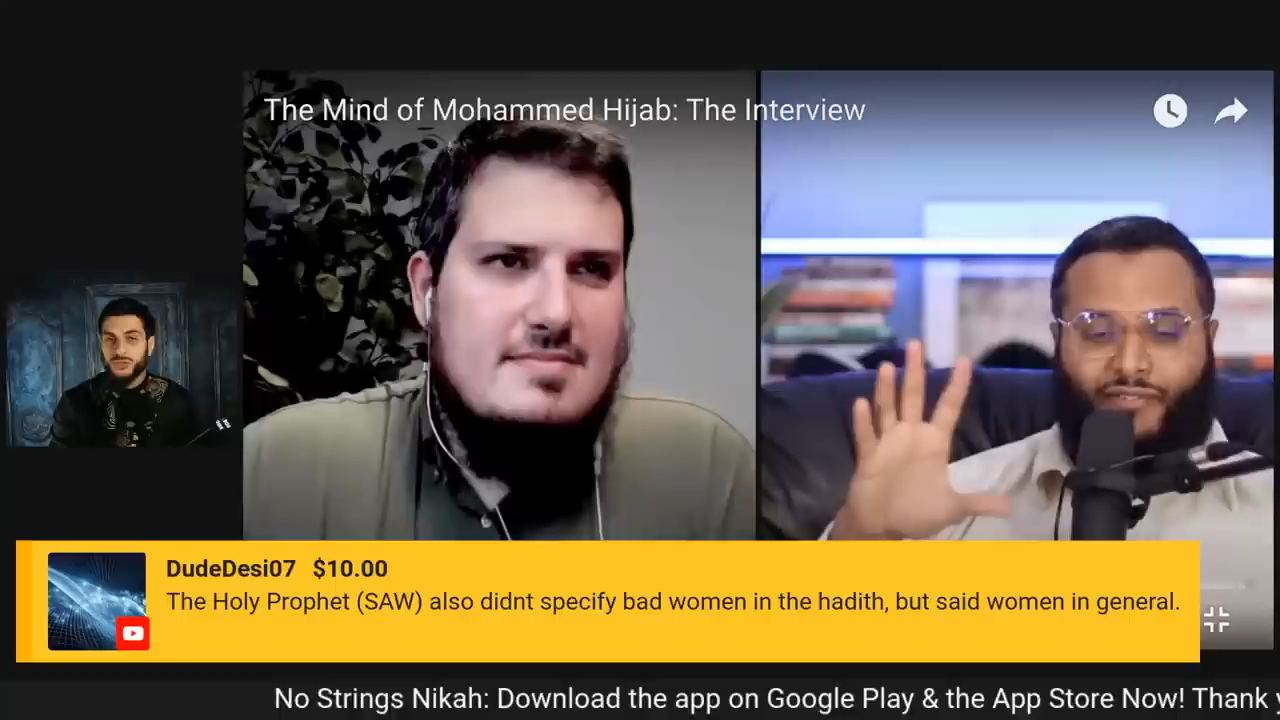 The Mind of Mohammed Hijab: The Interview
DudeDesi07 $10.00
The Holy Prophet (SAW) also didnt specify bad women in the hadith, but said women in general.
No Strings Nikah: Download the app on Google Play & the App Store Now! Thank